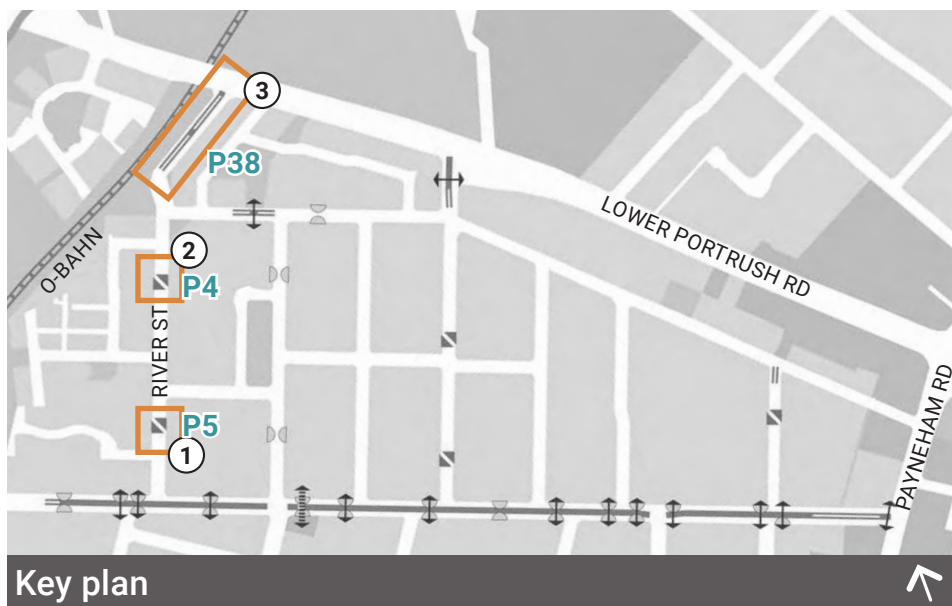 3
P38
LOWER PORTRUSH RD
O-BAHN
2
P4
RIVER ST
P5
1
PAYNEHAM RD
Key plan